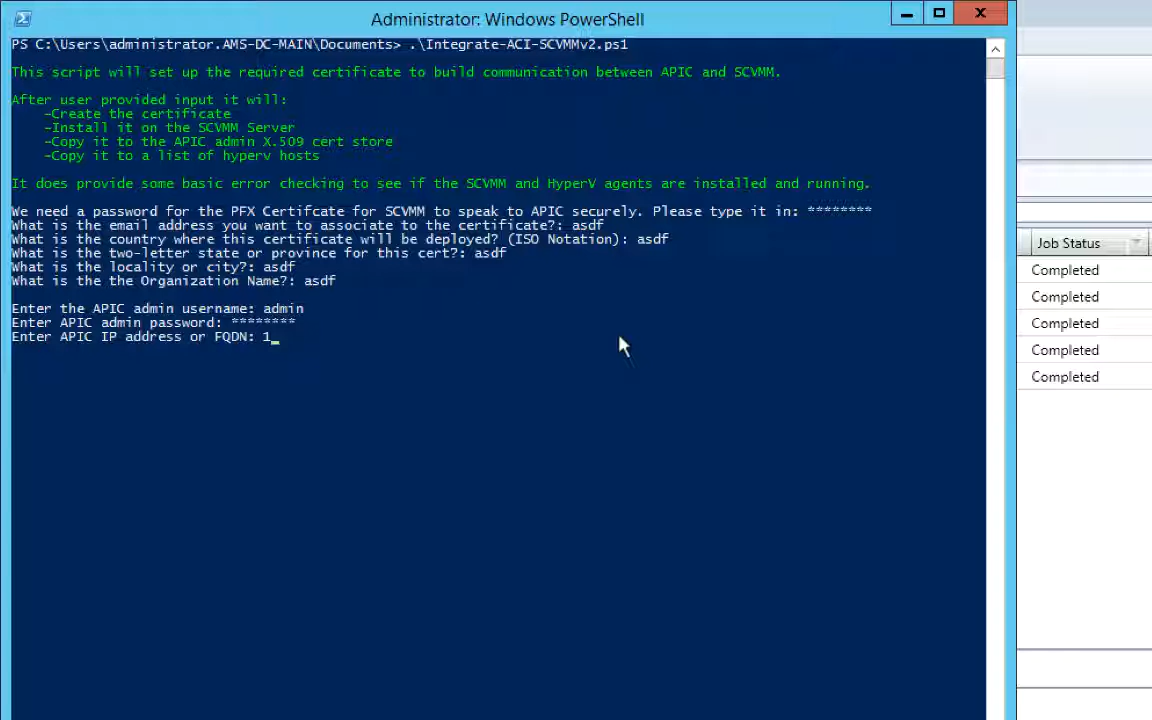 Administrator: Windows PowerShell
PS C:\Users\administrator.AMS-DC-MAIN\Documents> .\Integrate-ACI-SCVMMv2.ps1
This script will set up the required certificate to build communication between APIC and SCVMM.
After user provided input it will:
-Create the certificate
-Install it on the SCVMM Server
-Copy it to the APIC admin X.509 cert store
-Copy it to a list of hyperv hosts
It does provide some basic error checking to see if the SCVMM and HyperV agents are installed and running.
We need a password for the PFX Certifcate for SCVMM to speak to APIC securely. Please type it in: ********
What is the email address you want to associate to the certificate?: asdf
What is the country where this certificate will be deployed? (ISO Notation): asdf
What is the two-letter state or province for this cert?: asdf
What is the locality or city?: asdf
What is the the Organization Name?: asdf
Enter the APIC admin username: admin
Enter APIC admin password: ********
Enter APIC IP address or FQDN: 1_
Job Status
Completed
Completed
Completed
Completed
Completed